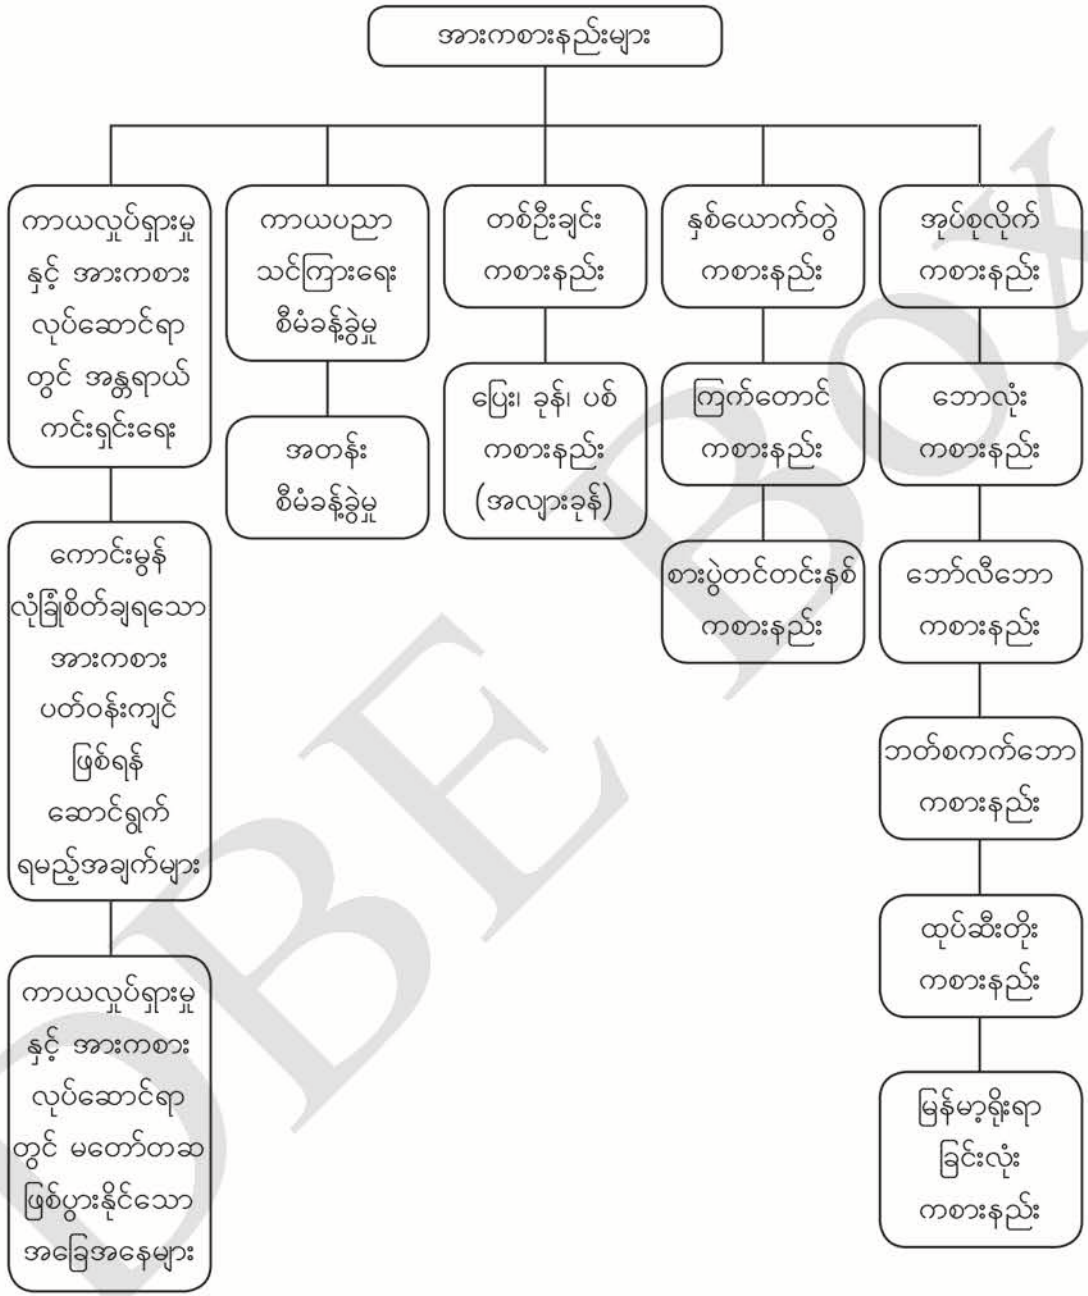 အားကစားနည်းများ
ကာယလှုပ်ရှားမှု
နှင့် အားကစား
လုပ်ဆောင်ရာ
တွင် အန္တရာယ်
ကင်းရှင်းရေး
ကောင်းမွန်
လုံခြုံစိတ်ချရသော
အားကစား
ပတ်ဝန်းကျင်
ဖြစ်ရန်
ဆောင်ရွက်
ရမည့်အချက်များ
ကာယလှုပ်ရှားမှု
နှင့် အားကစား
လုပ်ဆောင်ရာ
တွင် မတော်တဆ
ဖြစ်ပွားနိုင်သော
အခြေအနေများ
ကာယပညာ
သင်ကြားရေး
စီမံခန့်ခွဲမှု
အတန်း
စီမံခန့်ခွဲမှု
တစ်ဦးချင်း
ကစားနည်း
ပြေး၊ ခုန်၊ ပစ်
ကစားနည်း
(အလျားခုန်)
နှစ်ယောက်တွဲ
ကစားနည်း
ကြက်တောင်
ကစားနည်း
စားပွဲတင်တင်းနစ်
ကစားနည်း
အုပ်စုလိုက်
ကစားနည်း
ဘောလုံး
ကစားနည်း
ဘော်လီဘော
ကစားနည်း
ဘတ်စကက်ဘော
ကစားနည်း
ထုပ်ဆီးတိုး
ကစားနည်း
မြန်မာ့ရိုးရာ
ခြင်းလုံး
ကစားနည်း
DBE Box